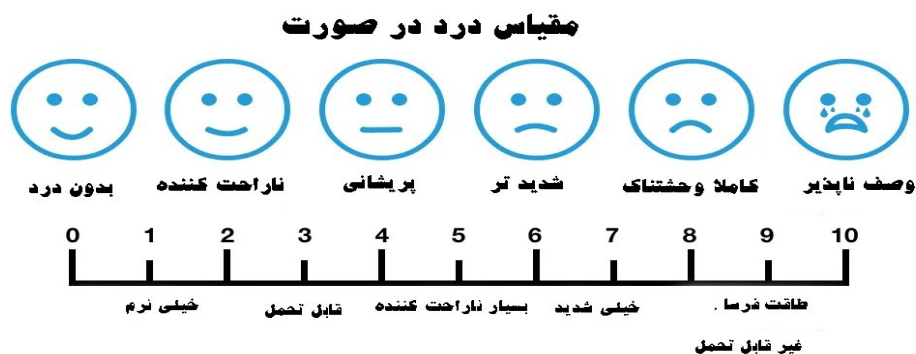 مقیاس درد در صورت
بدون درد ناراحت کننده پریشانی شدید تر کاملا وحشتناک وصف ناپذیر
0 1 2 3 4 5 6 7 8 9 10
خیلی نرم قابل تحمل بسیار ناراحت کننده خیلی شدید طاقت فرسا .
غیر قابل تحمل